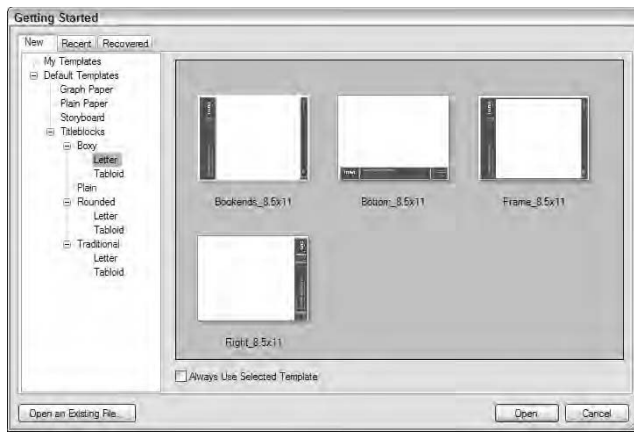 Getting Started
New Recent Recovered
My Templates
Default Templates
Graph Paper
Plain Paper
Storyboard
Titleblocks
Boxy
Letter
Tabloid
Plain
Rounded
Letter
Tabloid
Traditional
Letter
Tabloid
Bookends_8.5x11
Bottom_8.5x11
Frame_8.5x11
Right_8.5x11
Always Use Selected Template
Open an Existing File...
Open
Cancel